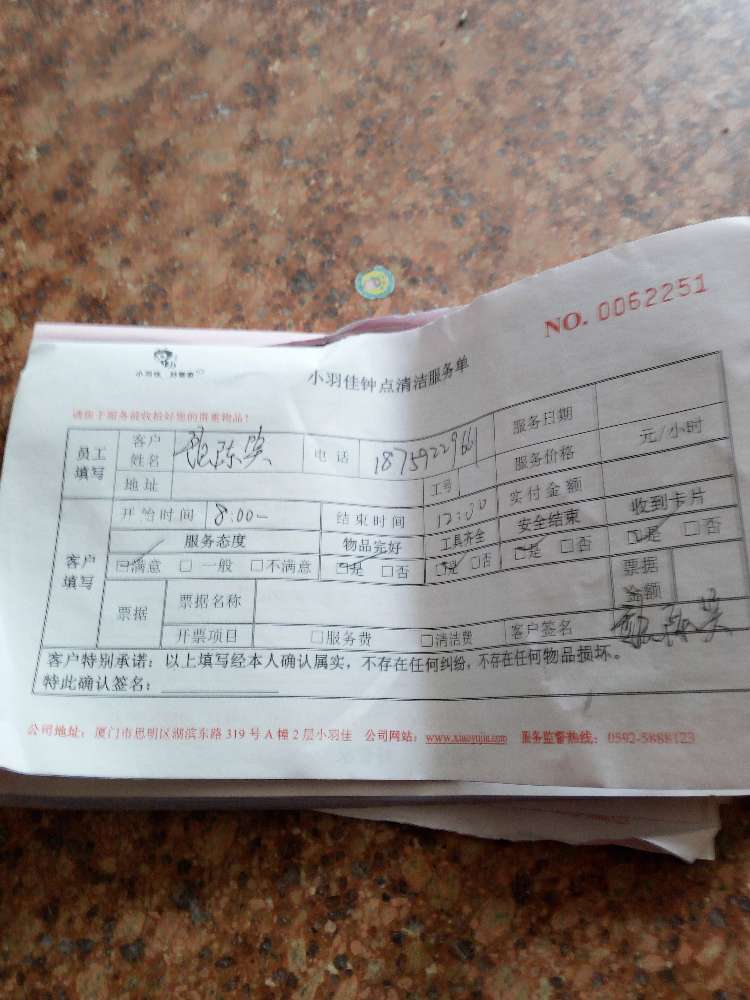 NO. 0062251
小羽佳
小羽佳钟点清洁服务单
请您于服务前收拾好您的贵重物品!
员工填写 客户姓名 电话 18759229661 服务日期
地址 工号 服务价格 元/小时
开始时间 8:00- 结束时间 12:00 实付金额
客户填写 服务态度 物品完好 工具齐全 安全结束 收到卡片
☑满意 □一般 □不满意 ☑是 □否 ☑是 □否 ☑是 □否 ☑是 □否
票据 票据名称 票据金额
开票项目 □服务费 □清洁费 客户签名
客户特别承诺:以上填写经本人确认属实,不存在任何纠纷,不存在任何物品损坏。
特此确认签名:
公司地址:厦门市思明区湖滨东路 319 号 A 幢 2 层小羽佳 公司网站:www.xiaoyujia.com 服务监督热线:0592-5888123